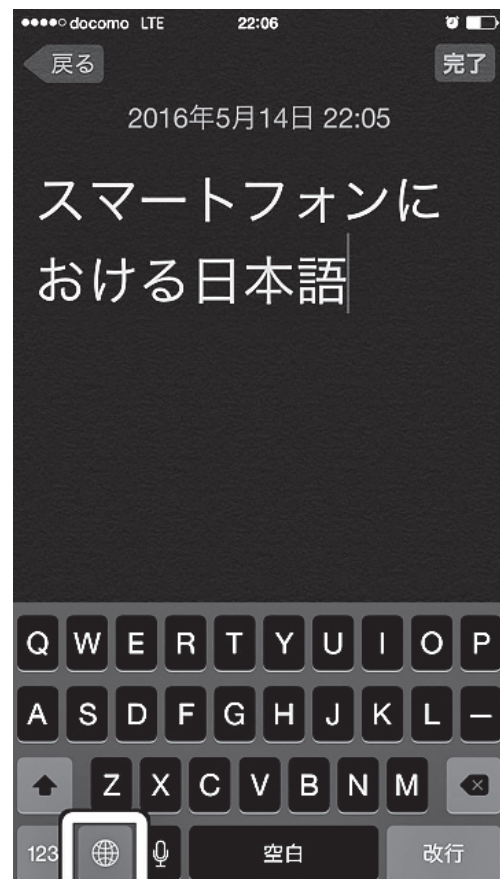 docomo LTE 22:06
戻る 完了
2016年5月14日 22:05
スマートフォンに
おける日本語
Q W E R T Y U I O P
A S D F G H J K L ー
Z X C V B N M
123 空白 改行